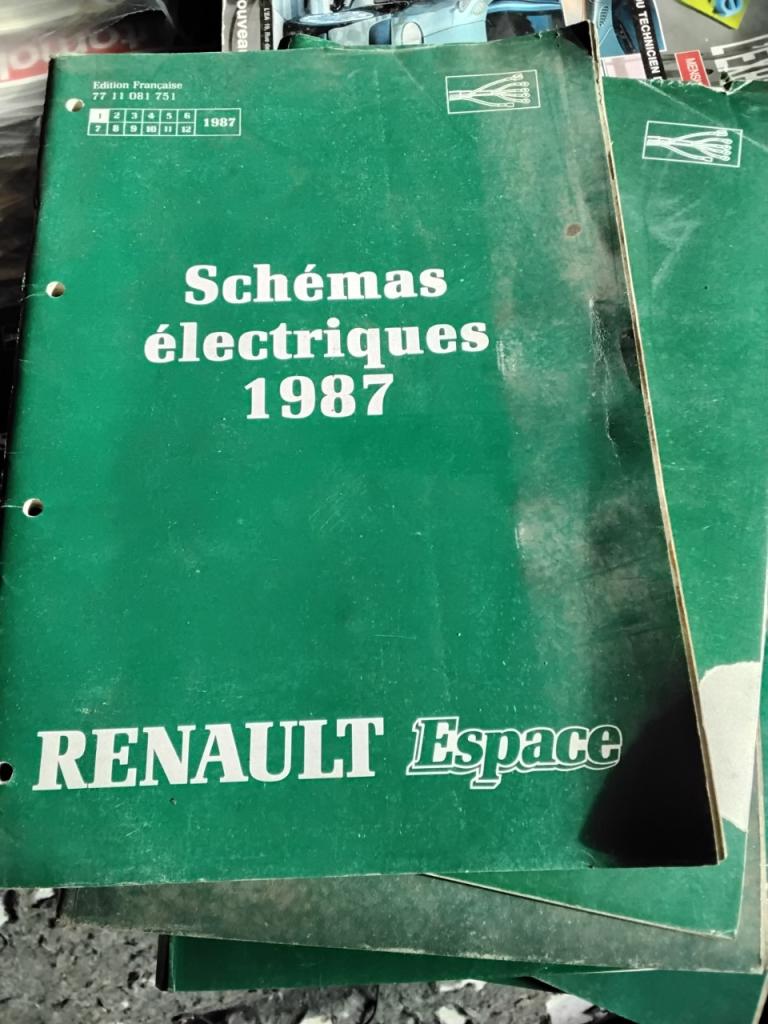 Edition Française
77 11 081 751
1 2 3 4 5 6
7 8 9 10 11 12
1987
Schémas
électriques
1987
RENAULT Espace
TECHNICIEN